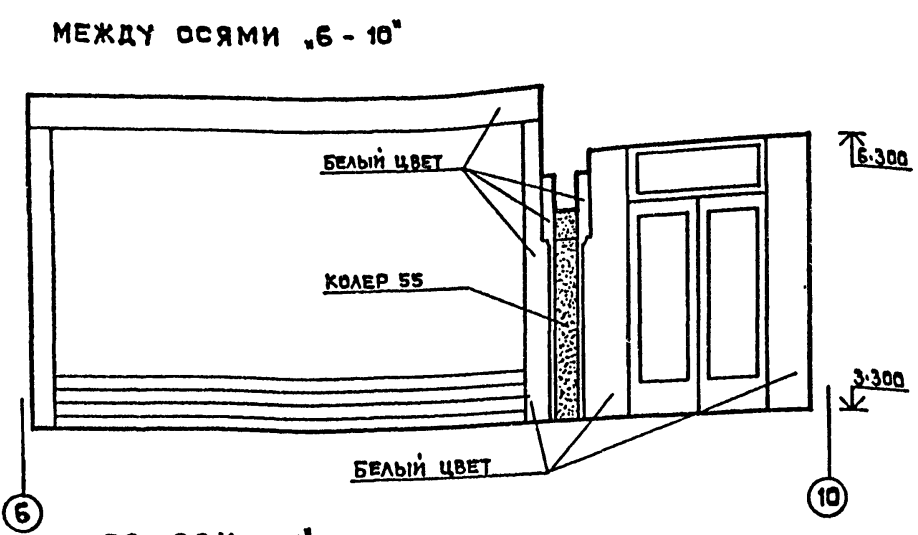 МЕЖДУ ОСЯМИ „6 - 10"
БЕЛЫЙ ЦВЕТ
6.300
КОЛЕР 55
3.300
БЕЛЫЙ ЦВЕТ
6
10